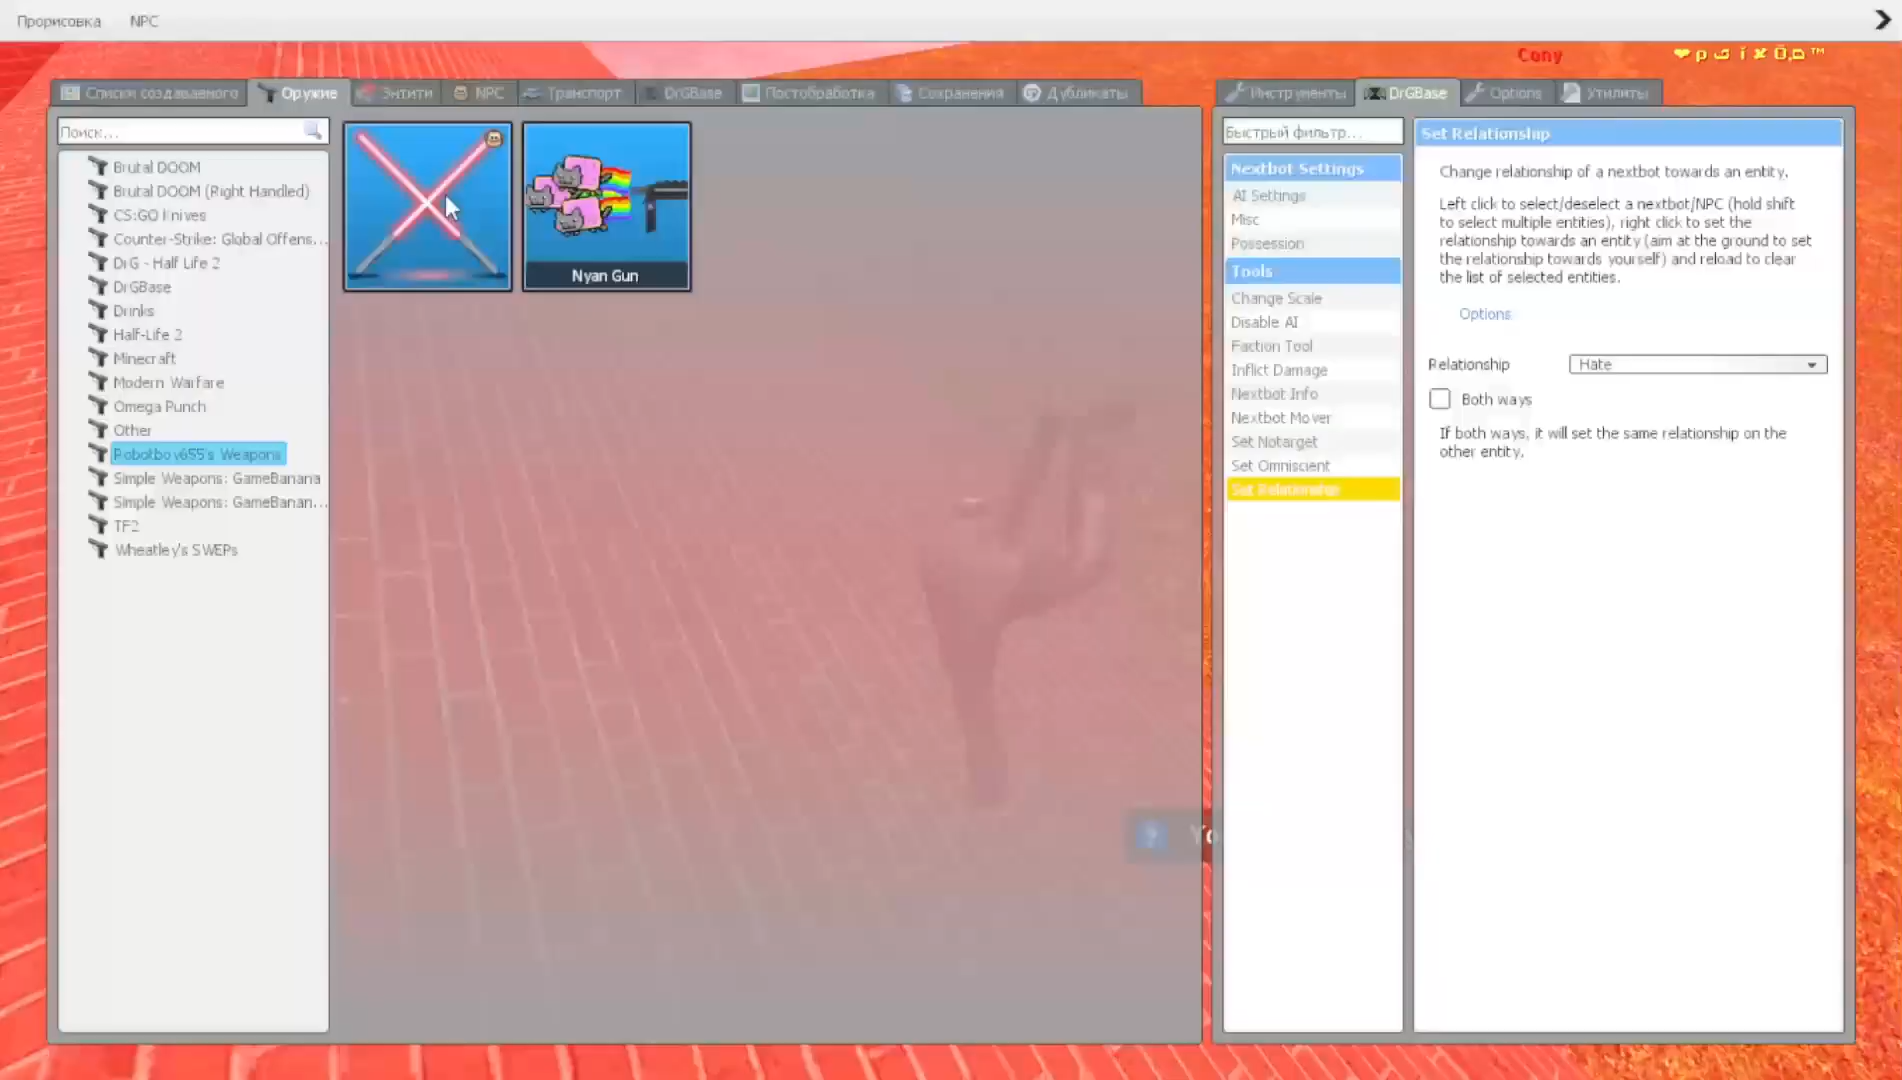 Прорисовка NPC
Cony
Списки создаваемого Оружие Энтити NPC Транспорт DrGBase Постобработка Сохранения Дубликаты
Инструменты DrGBase Options Утилиты
Поиск...
Brutal DOOM
Brutal DOOM (Right Handled)
CS:GO Knives
Counter-Strike: Global Offens...
DrG - Half Life 2
DrGBase
Drinks
Half-Life 2
Minecraft
Modern Warfare
Omega Punch
Other
Robotboy655's Weapons
Simple Weapons: GameBanana
Simple Weapons: GameBanan...
TF2
Wheatley's SWEPs
Nyan Gun
Yo
Быстрый фильтр...
Nextbot Settings
AI Settings
Misc
Possession
Tools
Change Scale
Disable AI
Faction Tool
Inflict Damage
Nextbot Info
Nextbot Mover
Set Notarget
Set Omniscient
Set Relationship
Set Relationship
Change relationship of a nextbot towards an entity.
Left click to select/deselect a nextbot/NPC (hold shift
to select multiple entities), right click to set the
relationship towards an entity (aim at the ground to set
the relationship towards yourself) and reload to clear
the list of selected entities.
Options
Relationship Hate
Both ways
If both ways, it will set the same relationship on the
other entity.